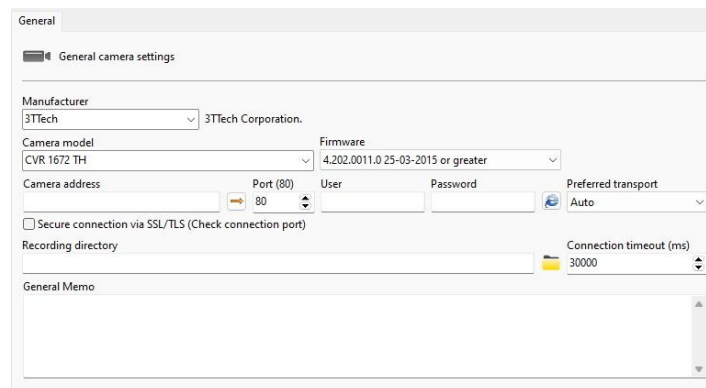 General
General camera settings
Manufacturer
3TTech 3TTech Corporation.
Camera model Firmware
CVR 1672 TH 4.202.0011.0 25-03-2015 or greater
Camera address Port (80) User Password Preferred transport
80 Auto
Secure connection via SSL/TLS (Check connection port)
Recording directory Connection timeout (ms)
30000
General Memo